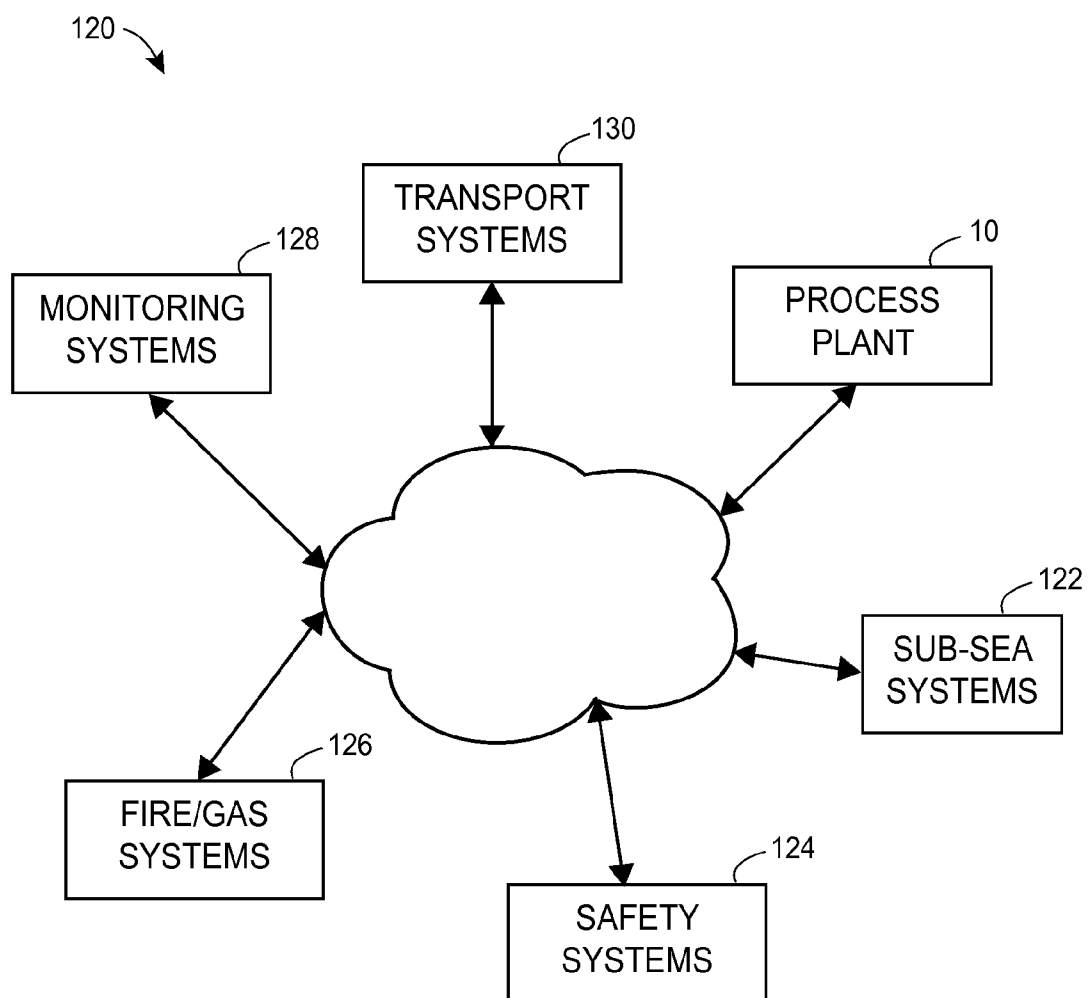 120
130
TRANSPORT
SYSTEMS
128
MONITORING
SYSTEMS
10
PROCESS
PLANT
122
SUB-SEA
SYSTEMS
126
FIRE/GAS
SYSTEMS
124
SAFETY
SYSTEMS